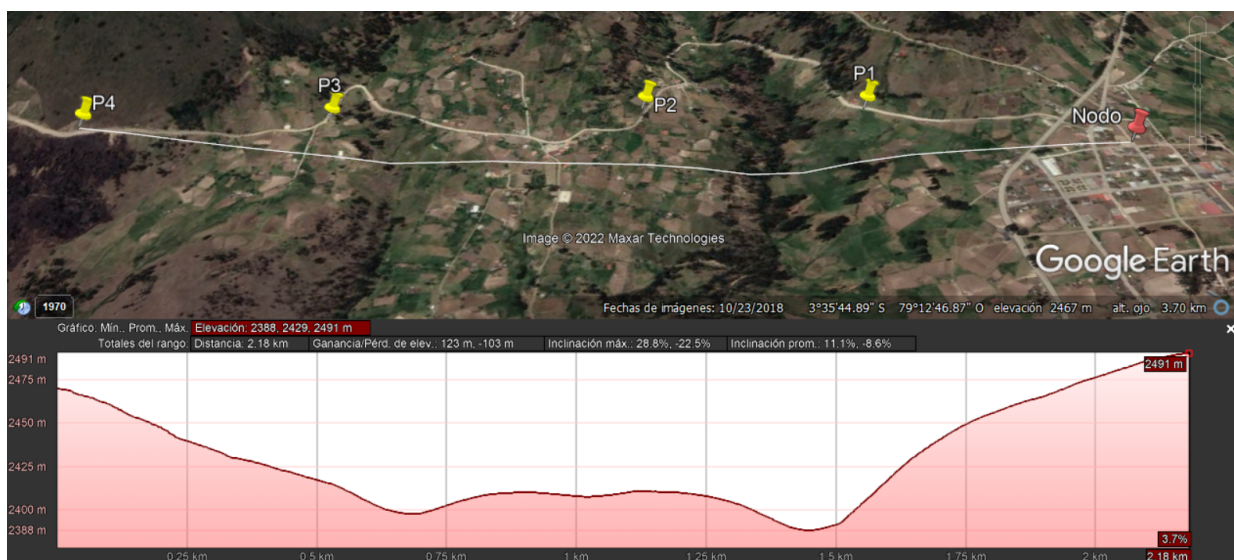 P4
P3
P2
P1
Nodo
Image © 2022 Maxar Technologies
Google Earth
1970
Fechas de imágenes: 10/23/2018 3°35'44.89" S 79°12'46.87" O elevación 2467 m alt. ojo 3.70 km
Gráfico: Mín., Prom., Máx. Elevación: 2388, 2429, 2491 m
Totales del rango: Distancia: 2.18 km Ganancia/Pérd. de elev.: 123 m, -103 m Inclinación máx.: 28.8%, -22.5% Inclinación prom.: 11.1%, -8.6%
2491 m
2475 m
2450 m
2425 m
2400 m
2388 m
2491 m
3.7%
0.25 km 0.5 km 0.75 km 1 km 1.25 km 1.5 km 1.75 km 2 km 2.18 km